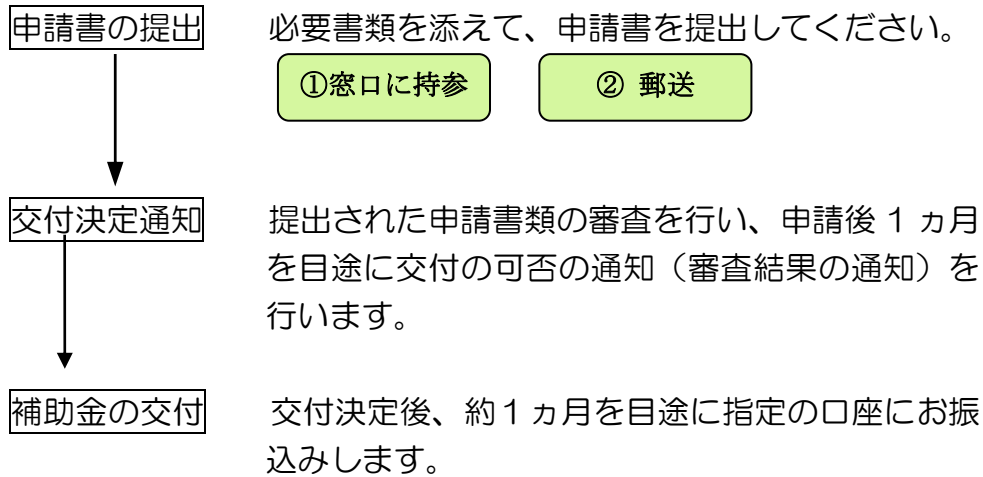 申請書の提出　必要書類を添えて、申請書を提出してください。
①窓口に持参　② 郵送
交付決定通知　提出された申請書類の審査を行い、申請後１ヵ月
を目途に交付の可否の通知（審査結果の通知）を
行います。
補助金の交付　交付決定後、約１ヵ月を目途に指定の口座にお振
込みします。